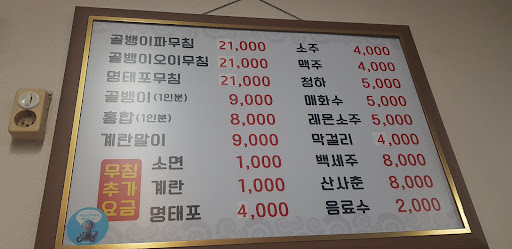 골뱅이파무침 21,000
골뱅이오이무침 21,000
명태포무침 21,000
골뱅이 (1인분) 9,000
홍합 (1인분) 8,000
계란말이 9,000
무침 추가 요금
소면 1,000
계란 1,000
명태포 4,000
소주 4,000
맥주 4,000
청하 5,000
매화수 5,000
레몬소주 5,000
막걸리 4,000
백세주 8,000
산사춘 8,000
음료수 2,000